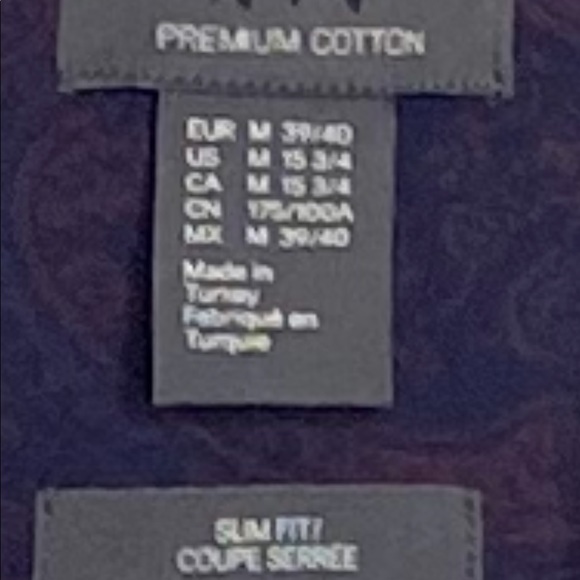 PREMIUM COTTON
EUR M 39/40
US M 15 3/4
CA M 15 3/4
CN 175/100A
MX M 39/40
Made in
Turkey
Fabriqué en
Turquie
SLIM FIT/
COUPE SERRÉE